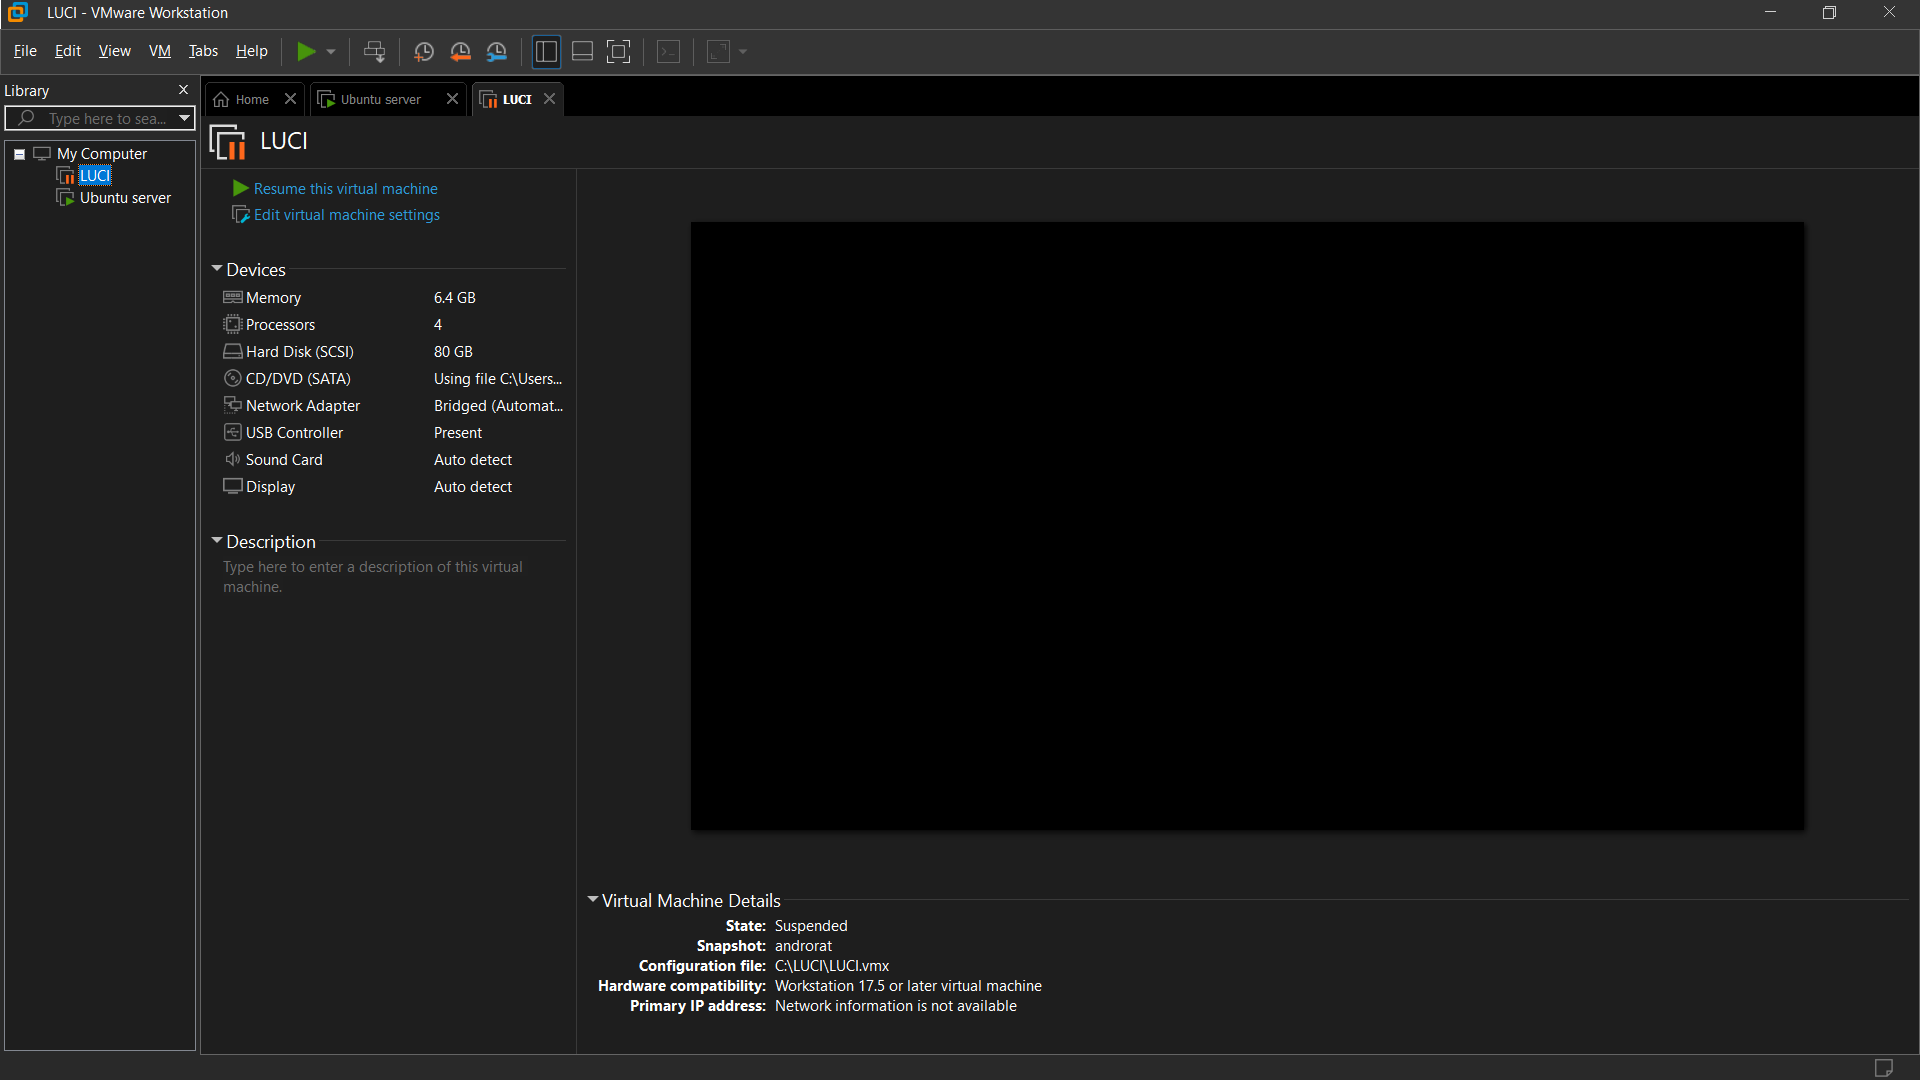 LUCI - VMware Workstation
File Edit View VM Tabs Help
Library
Type here to sea...
My Computer
LUCI
Ubuntu server
Home
Ubuntu server
LUCI
LUCI
Resume this virtual machine
Edit virtual machine settings
Devices
Memory 6.4 GB
Processors 4
Hard Disk (SCSI) 80 GB
CD/DVD (SATA) Using file C:\Users...
Network Adapter Bridged (Automat...
USB Controller Present
Sound Card Auto detect
Display Auto detect
Description
Type here to enter a description of this virtual
machine.
Virtual Machine Details
State: Suspended
Snapshot: androrat
Configuration file: C:\LUCI\LUCI.vmx
Hardware compatibility: Workstation 17.5 or later virtual machine
Primary IP address: Network information is not available